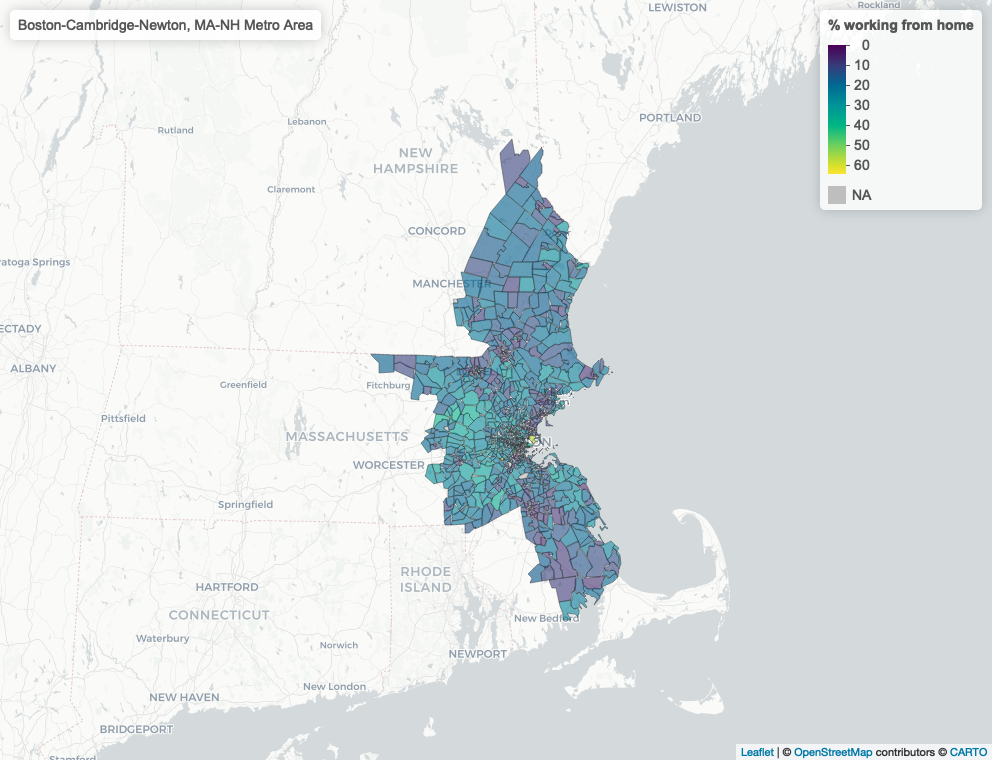 Boston-Cambridge-Newton, MA-NH Metro Area
% working from home
0
10
20
30
40
50
60
NA
LEWISTON
Rockland
PORTLAND
Rutland
Lebanon
NEW
HAMPSHIRE
Claremont
CONCORD
ratoga Springs
MANCHESTER
ECTADY
ALBANY
Greenfield
Fitchburg
Pittsfield
MASSACHUSETTS
ON
WORCESTER
Springfield
RHODE
ISLAND
HARTFORD
CONNECTICUT
New Bedford
Waterbury
Norwich
NEWPORT
New London
NEW HAVEN
BRIDGEPORT
Stamford
Leaflet | © OpenStreetMap contributors © CARTO